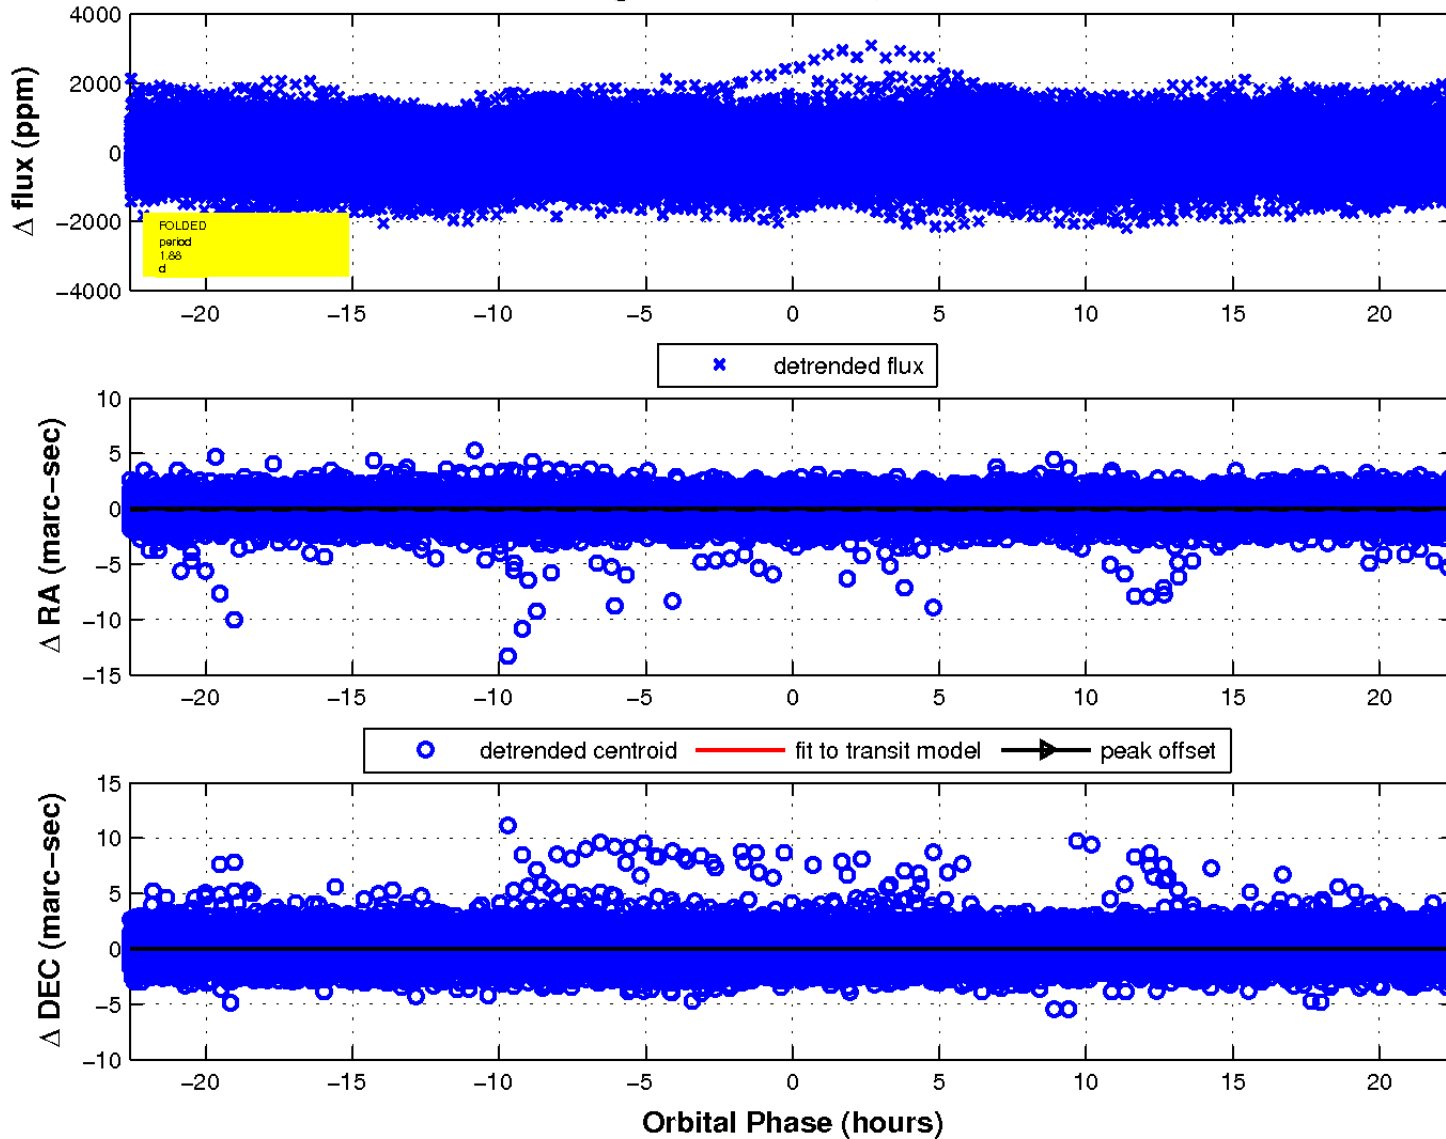 4000
2000
0
−2000
−4000
Δ flux (ppm)
FOLDED
period
1.88
d
−20 −15 −10 −5 0 5 10 15 20
detrended flux
10
5
0
−5
−10
−15
Δ RA (marc−sec)
−20 −15 −10 −5 0 5 10 15 20
detrended centroid fit to transit model peak offset
15
10
5
0
−5
−10
Δ DEC (marc−sec)
−20 −15 −10 −5 0 5 10 15 20
Orbital Phase (hours)